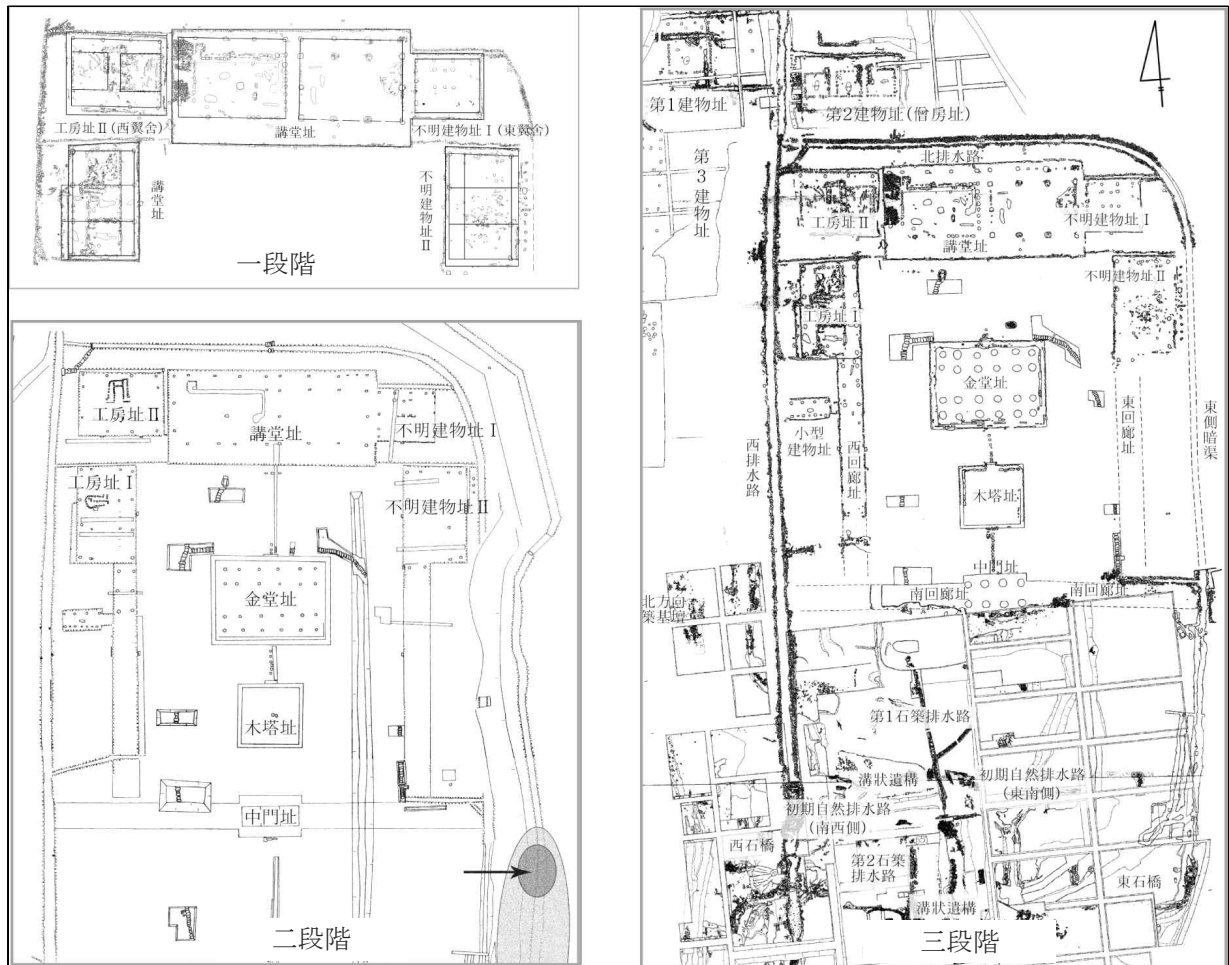 工房址Ⅱ(西翼舍)
講堂址
不明建物址Ⅰ(東翼舍)
講堂址
不明建物址Ⅱ
一段階
工房址Ⅱ
講堂址
不明建物址Ⅰ
工房址Ⅰ
不明建物址Ⅱ
金堂址
木塔址
中門址
二段階
第1建物址
第2建物址(僧房址)
第3建物址
北排水路
工房址Ⅱ
講堂址
不明建物址Ⅰ
不明建物址Ⅱ
工房址Ⅰ
金堂址
小型
建物址
西回廊址
西排水路
木塔址
東回廊址
東側暗渠
中門址
南回廊址
南回廊址
北方向
築基壇
第1石築排水路
溝狀遺構
初期自然排水路
(東南側)
初期自然排水路
(南西側)
西石橋
第2石築
排水路
東石橋
溝狀遺構
三段階